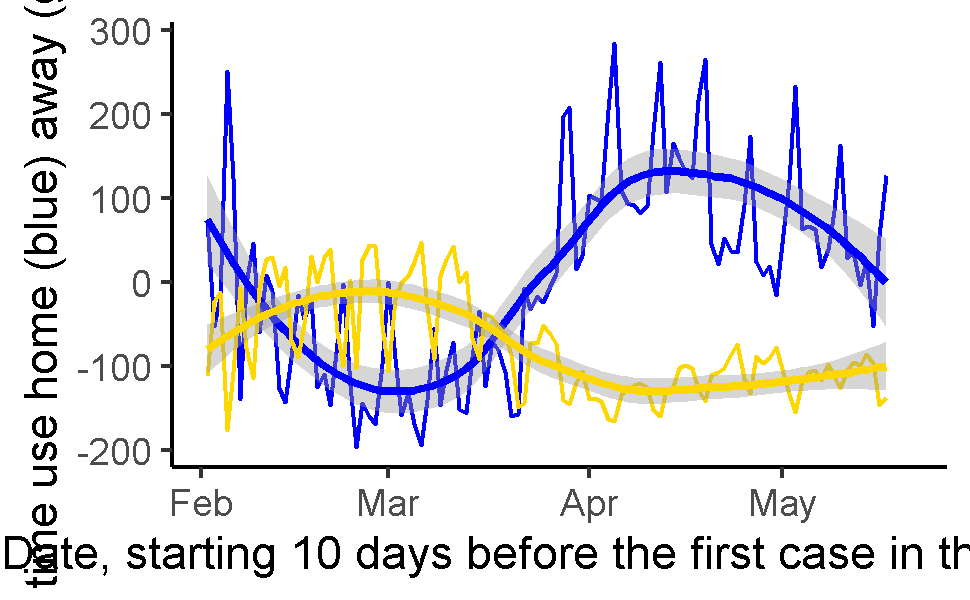 time use home (blue) away (
300
200
100
0
-100
-200
Feb Mar Apr May
Date, starting 10 days before the first case in th